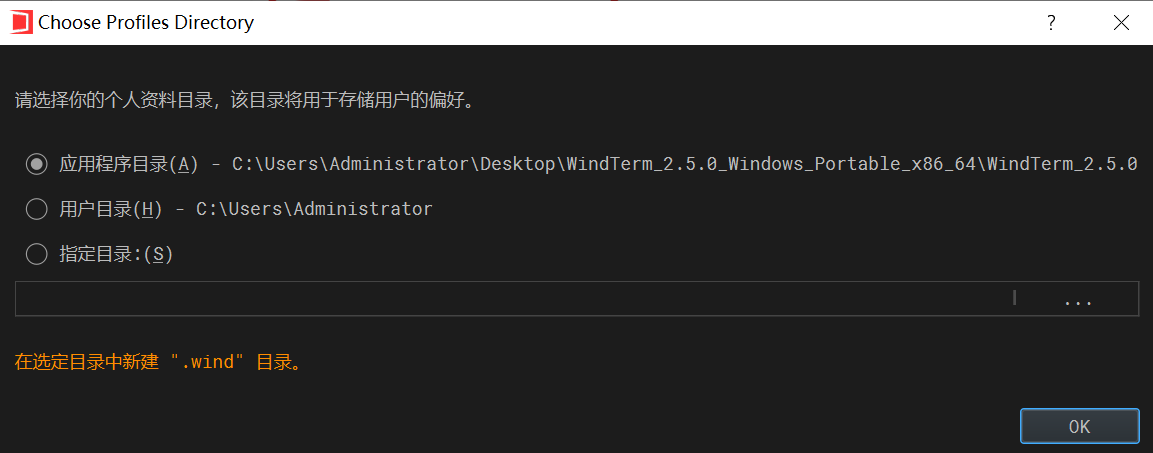 Choose Profiles Directory
请选择你的个人资料目录，该目录将用于存储用户的偏好。
应用程序目录(A) - C:\Users\Administrator\Desktop\WindTerm_2.5.0_Windows_Portable_x86_64\WindTerm_2.5.0
用户目录(H) - C:\Users\Administrator
指定目录:(S)
...
在选定目录中新建 ".wind" 目录。
OK